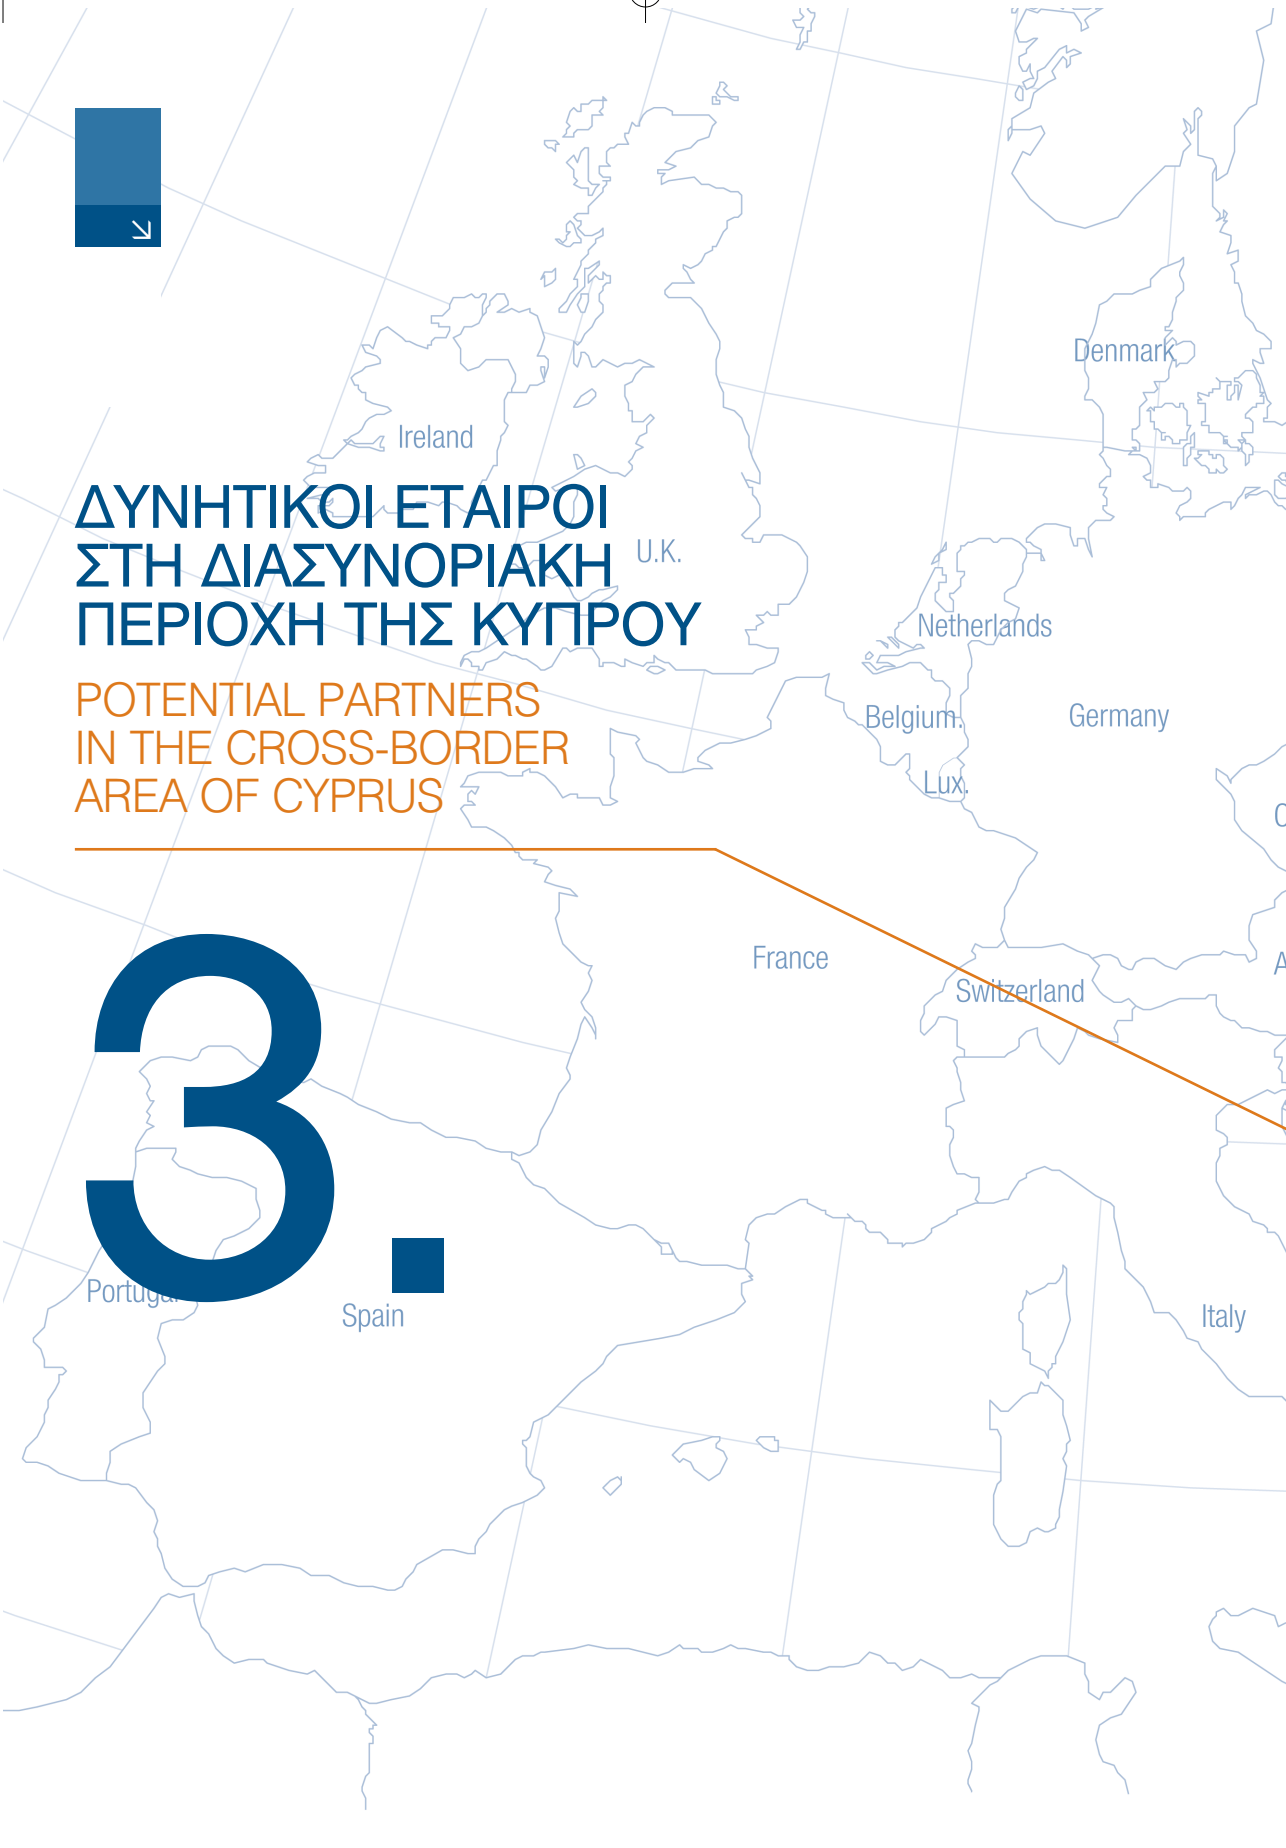 Denmark
Ireland
ΔΥΝΗΤΙΚΟΙ ΕΤΑΙΡΟΙ
ΣΤΗ ΔΙΑΣΥΝΟΡΙΑΚΗ
ΠΕΡΙΟΧΗ ΤΗΣ ΚΥΠΡΟΥ
U.K.
Netherlands
POTENTIAL PARTNERS
IN THE CROSS-BORDER
AREA OF CYPRUS
Belgium.
Germany
Lux.
France
Switzerland
3.
Portugal
Spain
Italy